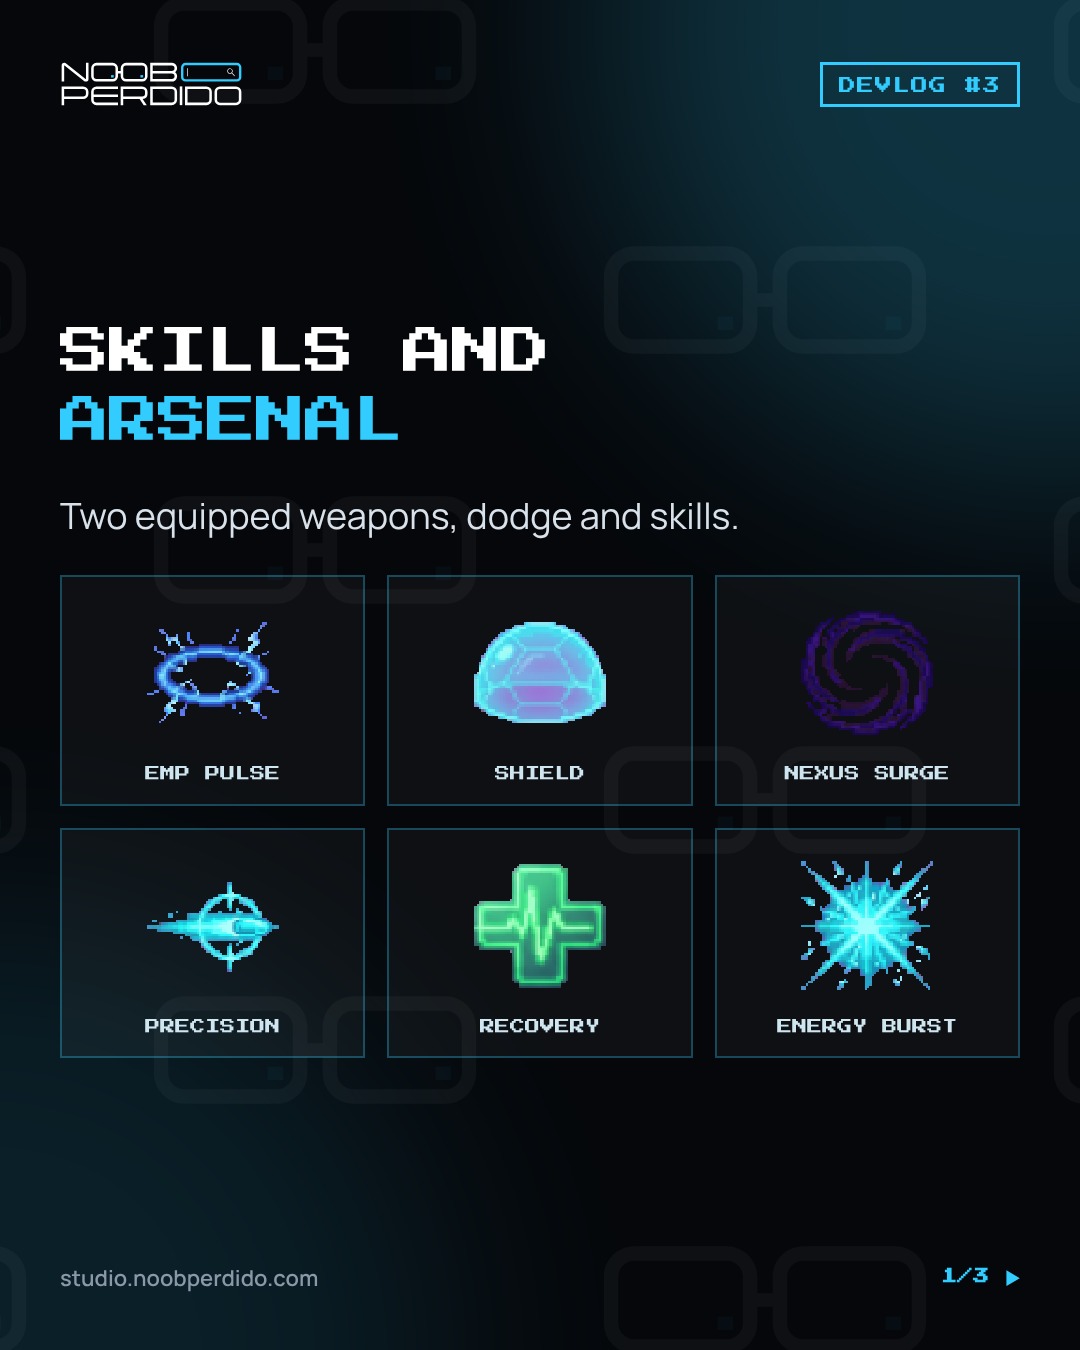 NOOB
PERDIDO
DEVLOG #3
SKILLS AND
ARSENAL
Two equipped weapons, dodge and skills.
EMP PULSE
SHIELD
NEXUS SURGE
PRECISION
RECOVERY
ENERGY BURST
studio.noobperdido.com
1/3